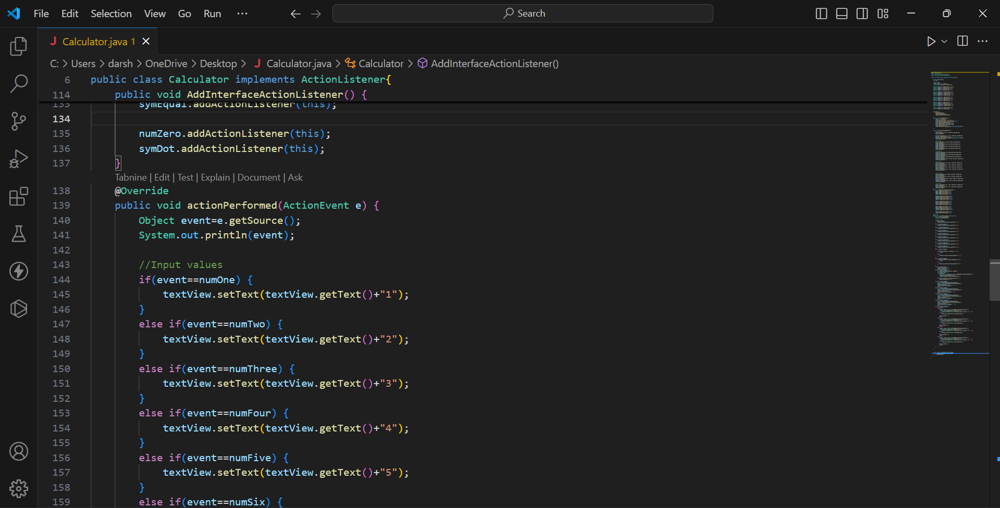 File Edit Selection View Go Run ··· Search
Calculator.java 1
C: > Users > darsh > OneDrive > Desktop > J Calculator.java > Calculator > AddInterfaceActionListener()
6 public class Calculator implements ActionListener{
114 public void AddInterfaceActionListener() {
133 symEqual.addActionListener(this);
134
135 numZero.addActionListener(this);
136 symDot.addActionListener(this);
137 }
Tabnine | Edit | Test | Explain | Document | Ask
138 @Override
139 public void actionPerformed(ActionEvent e) {
140 Object event=e.getSource();
141 System.out.println(event);
142
143 //Input values
144 if(event==numOne) {
145 textView.setText(textView.getText()+"1");
146 }
147 else if(event==numTwo) {
148 textView.setText(textView.getText()+"2");
149 }
150 else if(event==numThree) {
151 textView.setText(textView.getText()+"3");
152 }
153 else if(event==numFour) {
154 textView.setText(textView.getText()+"4");
155 }
156 else if(event==numFive) {
157 textView.setText(textView.getText()+"5");
158 }
159 else if(event==numSix) {